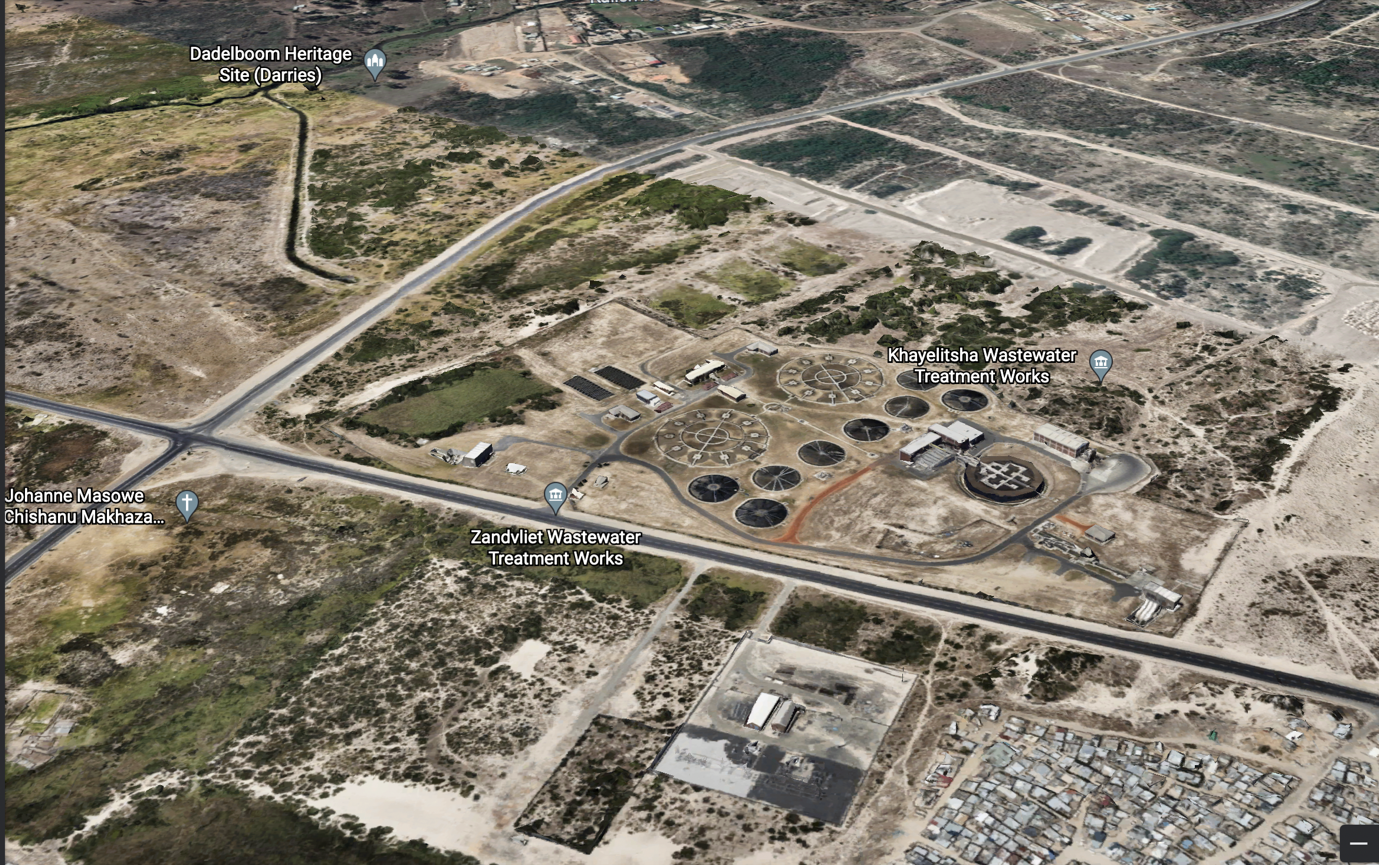 Dadelboom Heritage
Site (Darries)
Khayelitsha Wastewater
Treatment Works
Johanne Masowe
Chishanu Makhaza...
Zandvliet Wastewater
Treatment Works